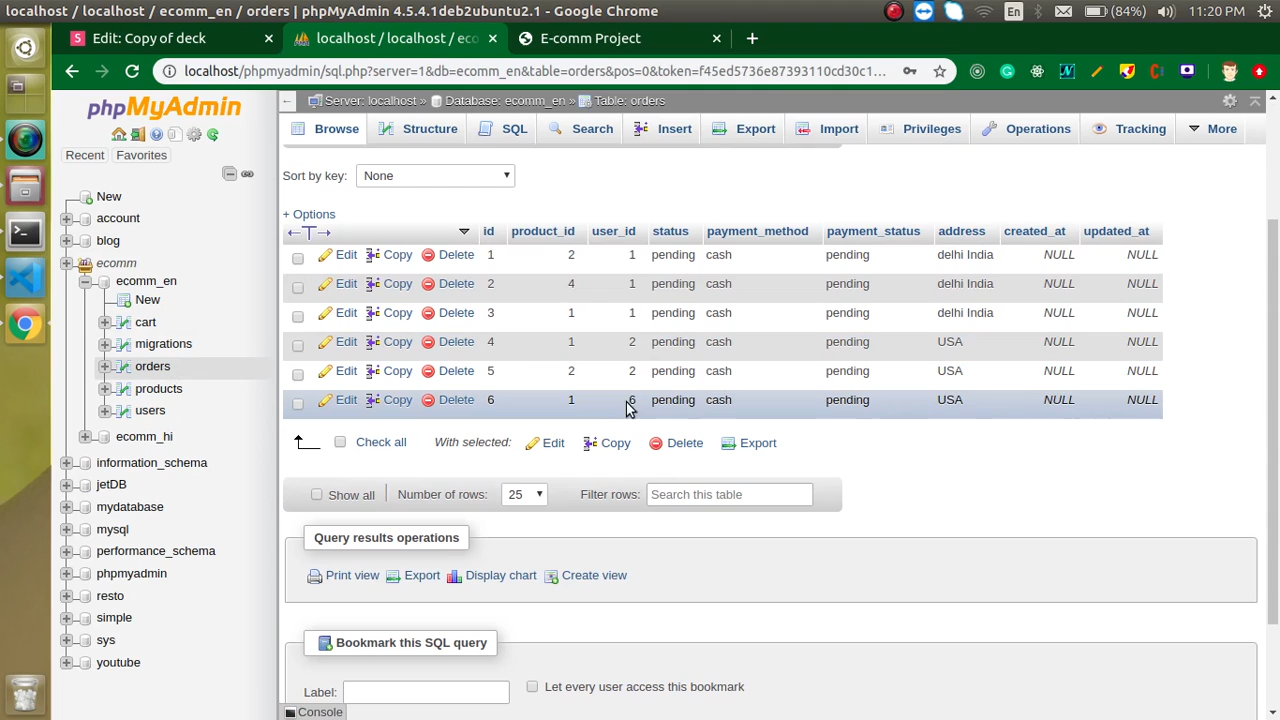 localhost / localhost / ecomm_en / orders | phpMyAdmin 4.5.4.1deb2ubuntu2.1 - Google Chrome
En (84%) 11:20 PM
Edit: Copy of deck × localhost / localhost / eco × E-comm Project × +
localhost/phpmyadmin/sql.php?server=1&db=ecomm_en&table=orders&pos=0&token=f45ed5736e87393110cd30c1...
phpMyAdmin
Recent Favorites
New
account
blog
ecomm
ecomm_en
New
cart
migrations
orders
products
users
ecomm_hi
information_schema
jetDB
mydatabase
mysql
performance_schema
phpmyadmin
resto
simple
sys
youtube
Server: localhost » Database: ecomm_en » Table: orders
Browse Structure SQL Search Insert Export Import Privileges Operations Tracking More
Sort by key: None
+ Options
←T→ id product_id user_id status payment_method payment_status address created_at updated_at
Edit Copy Delete 1 2 1 pending cash pending delhi India NULL NULL
Edit Copy Delete 2 4 1 pending cash pending delhi India NULL NULL
Edit Copy Delete 3 1 1 pending cash pending delhi India NULL NULL
Edit Copy Delete 4 1 2 pending cash pending USA NULL NULL
Edit Copy Delete 5 2 2 pending cash pending USA NULL NULL
Edit Copy Delete 6 1 6 pending cash pending USA NULL NULL
Check all With selected: Edit Copy Delete Export
Show all Number of rows: 25 Filter rows: Search this table
Query results operations
Print view Export Display chart Create view
Bookmark this SQL query
Label: Let every user access this bookmark
Console